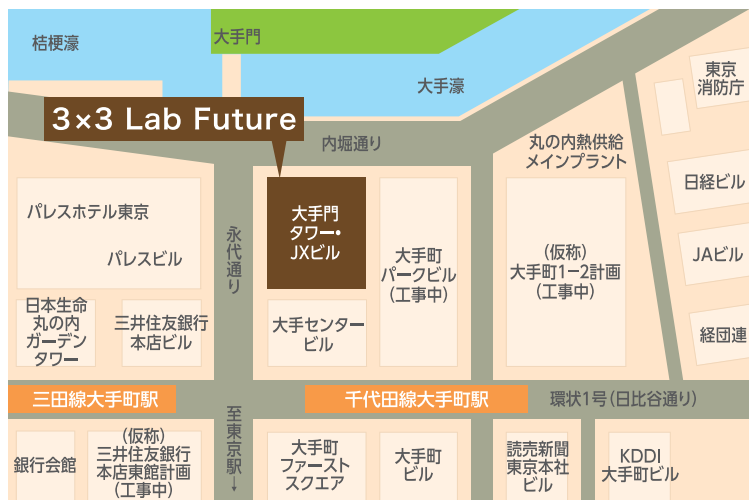 桔梗濠
大手門
大手濠
東京
消防庁
3×3 Lab Future
内堀通り
丸の内熱供給
メインプラント
日経ビル
パレスホテル東京
パレスビル
永代通り
大手門
タワー・
JXビル
大手町
パークビル
(工事中)
(仮称)
大手町1−2計画
(工事中)
JAビル
日本生命
丸の内
ガーデン
タワー
三井住友銀行
本店ビル
大手センター
ビル
経団連
三田線大手町駅
千代田線大手町駅
環状1号(日比谷通り)
至東京駅→
銀行会館
(仮称)
三井住友銀行
本店東館計画
(工事中)
大手町
ファースト
スクエア
大手町
ビル
読売新聞
東京本社
ビル
KDDI
大手町ビル